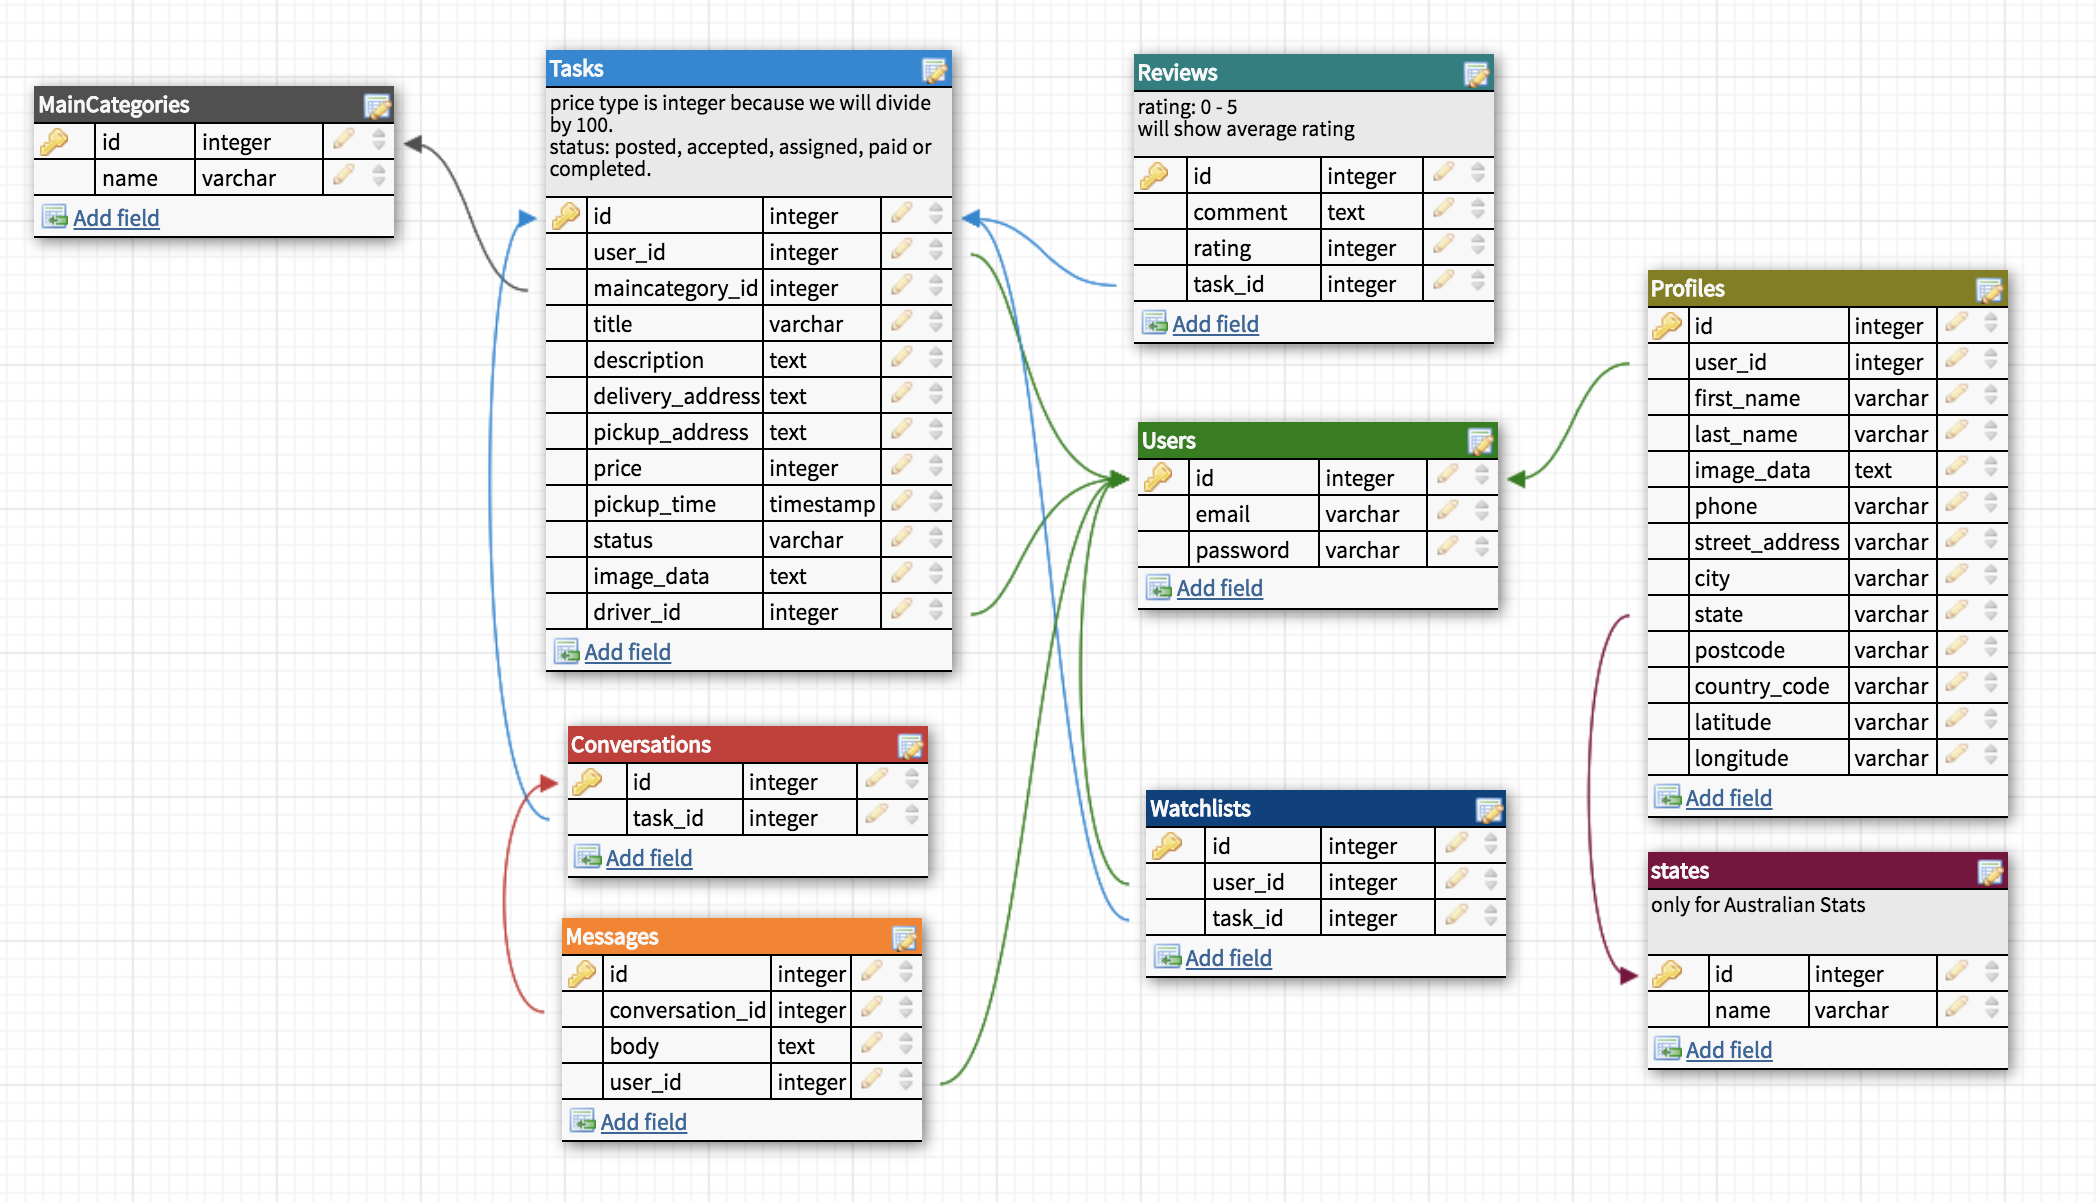 MainCategories
id integer
name varchar
Add field
Tasks
price type is integer because we will divide
by 100.
status: posted, accepted, assigned, paid or
completed.
id integer
user_id integer
maincategory_id integer
title varchar
description text
delivery_address text
pickup_address text
price integer
pickup_time timestamp
status varchar
image_data text
driver_id integer
Add field
Conversations
id integer
task_id integer
Add field
Messages
id integer
conversation_id integer
body text
user_id integer
Add field
Reviews
rating: 0 - 5
will show average rating
id integer
comment text
rating integer
task_id integer
Add field
Users
id integer
email varchar
password varchar
Add field
Watchlists
id integer
user_id integer
task_id integer
Add field
Profiles
id integer
user_id integer
first_name varchar
last_name varchar
image_data text
phone varchar
street_address varchar
city varchar
state varchar
postcode varchar
country_code varchar
latitude varchar
longitude varchar
Add field
states
only for Australian Stats
id integer
name varchar
Add field